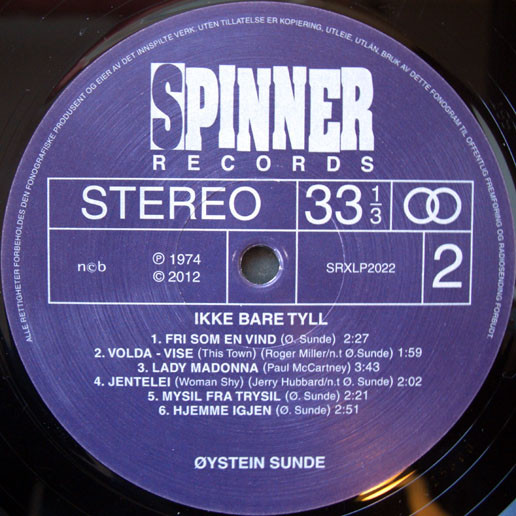 ALLE RETTIGHETER FORBEHOLDES DEN FONOGRAFISKE PRODUSENT OG EIER AV DET INNSPILTE VERK. UTEN TILLATELSE ER KOPIERING, UTLEIE, UTLÅN, BRUK AV DETTE FONOGRAM TIL OFFENTLIG FREMFØRING OG RADIOSENDING FORBUDT.
SPINNER
RECORDS
STEREO 33 1/3
ncb
℗ 1974
© 2012
SRXLP2022
2
IKKE BARE TYLL
1. FRI SOM EN VIND (Ø. Sunde) 2:27
2. VOLDA - VISE (This Town) (Roger Miller/n.t Ø.Sunde) 1:59
3. LADY MADONNA (Paul McCartney) 3:43
4. JENTELEI (Woman Shy) (Jerry Hubbard/n.t Ø.Sunde) 2:02
5. MYSIL FRA TRYSIL (Ø. Sunde) 2:21
6. HJEMME IGJEN (Ø. Sunde) 2:51
ØYSTEIN SUNDE